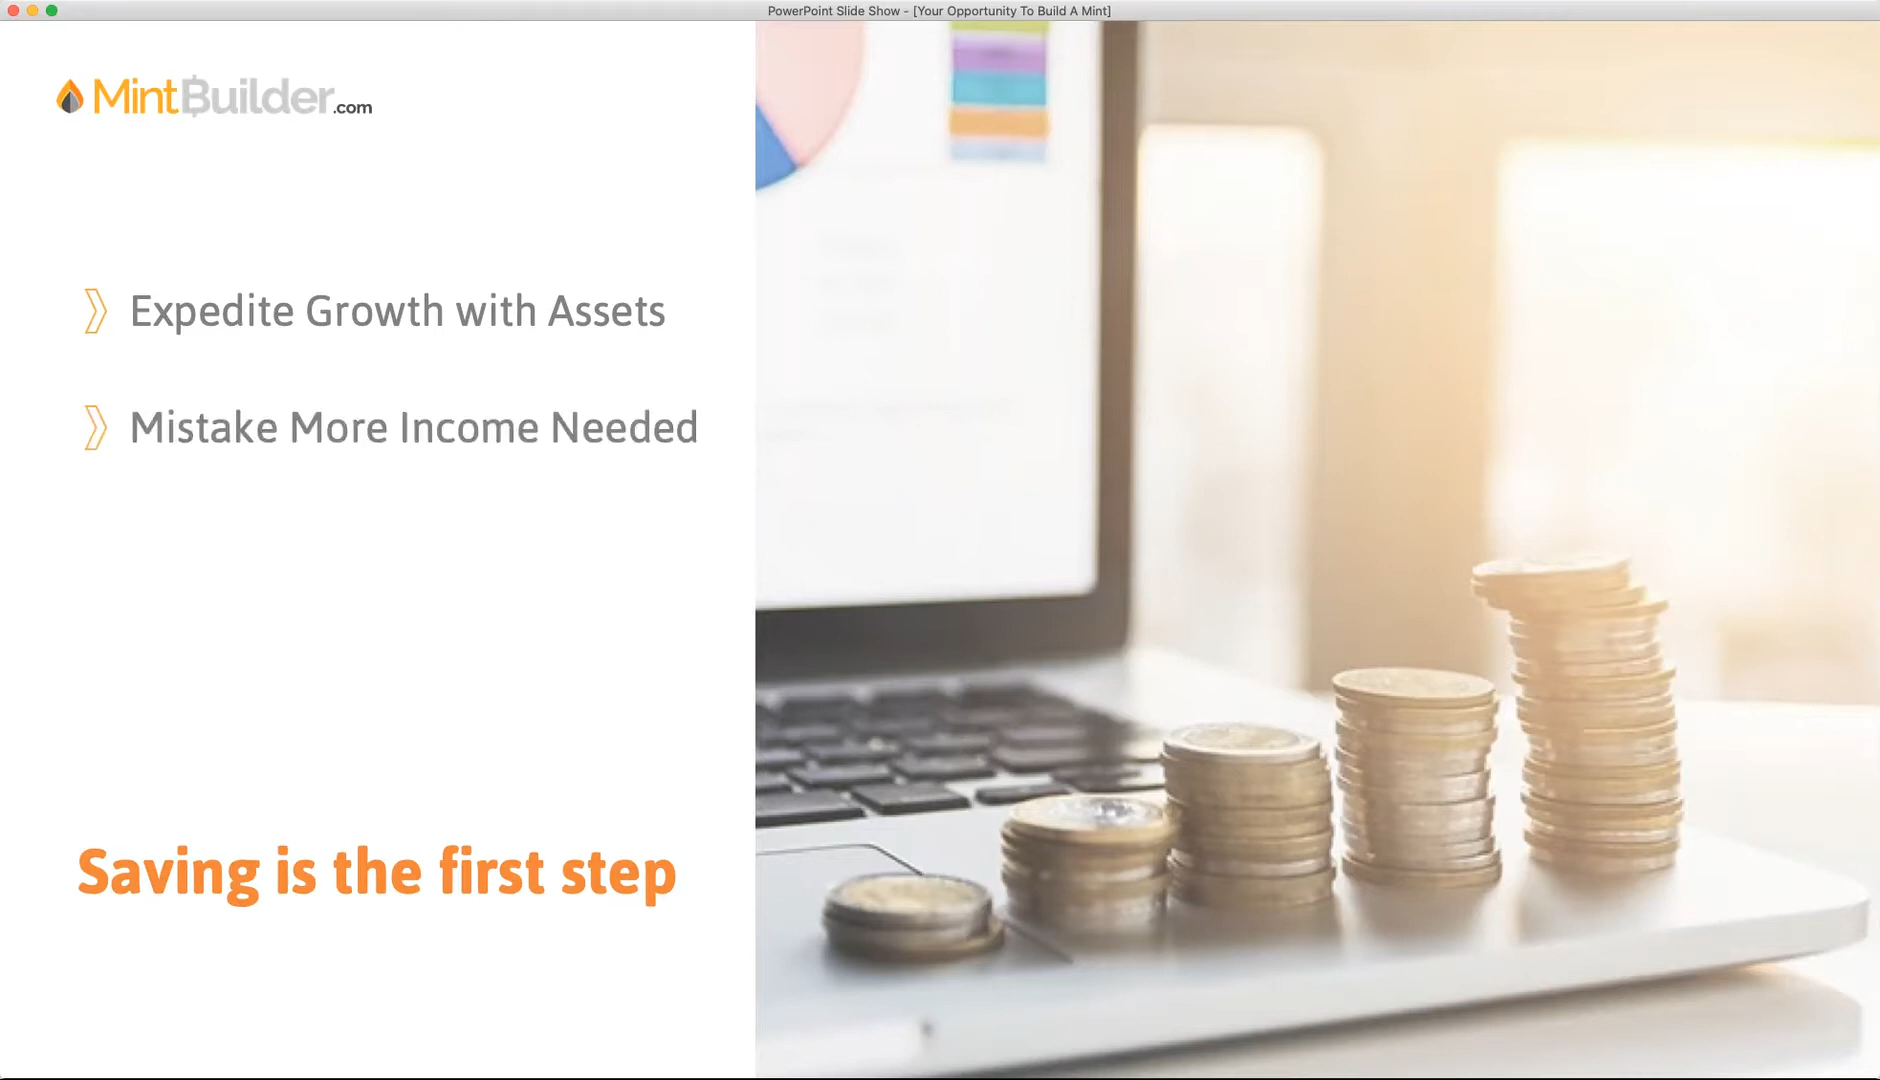 PowerPoint Slide Show - [Your Opportunity To Build A Mint]
MintBuilder.com
Expedite Growth with Assets
Mistake More Income Needed
Saving is the first step